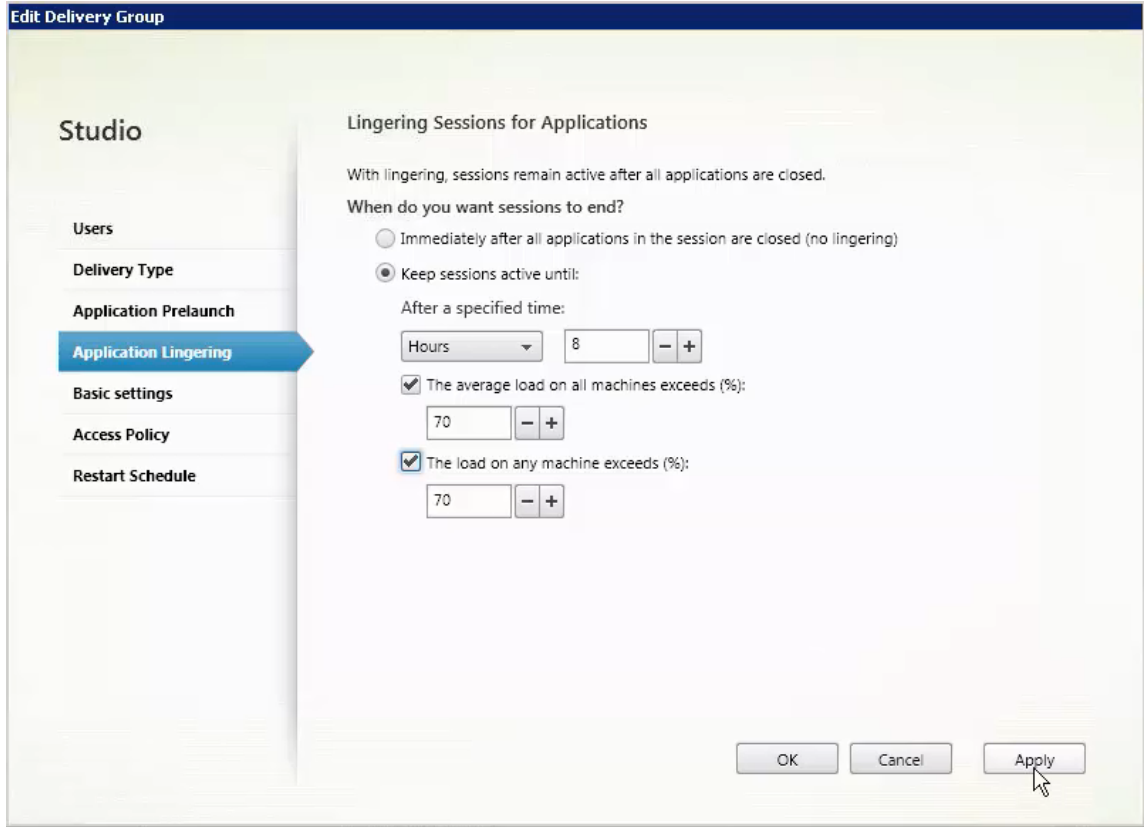 Edit Delivery Group
Studio
Users
Delivery Type
Application Prelaunch
Application Lingering
Basic settings
Access Policy
Restart Schedule
Lingering Sessions for Applications
With lingering, sessions remain active after all applications are closed.
When do you want sessions to end?
Immediately after all applications in the session are closed (no lingering)
Keep sessions active until:
After a specified time:
Hours 8 − +
The average load on all machines exceeds (%):
70 − +
The load on any machine exceeds (%):
70 − +
OK Cancel Apply